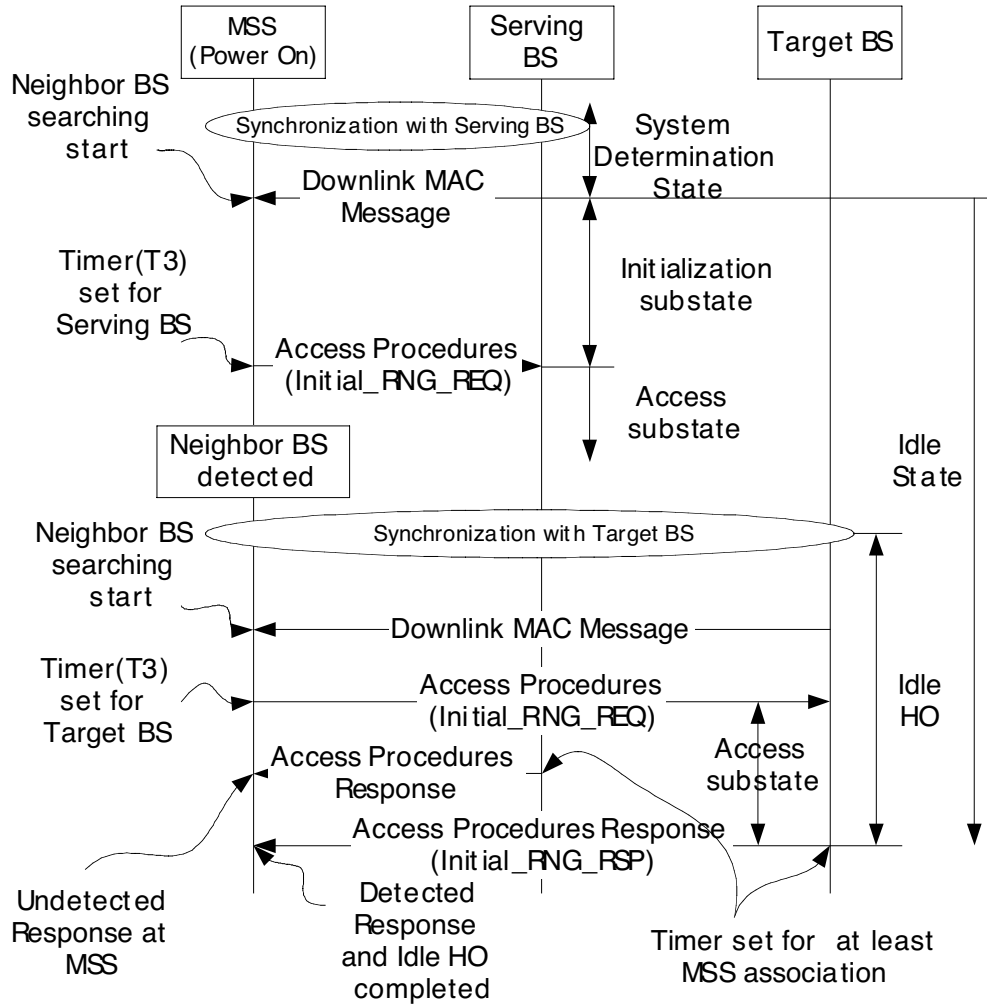 MSS
(Power On)
Serving
BS
Target BS
Neighbor BS
searching
start
Synchronization with Serving BS
System
Determination
State
Downlink MAC
Message
Timer(T3)
set for
Serving BS
Initialization
substate
Access Procedures
(Initial_RNG_REQ)
Access
substate
Neighbor BS
detected
Idle
State
Synchronization with Target BS
Neighbor BS
searching
start
Downlink MAC Message
Timer(T3)
set for
Target BS
Access Procedures
(Initial_RNG_REQ)
Idle
HO
Access Procedures
Response
Access
substate
Access Procedures Response
(Initial_RNG_RSP)
Undetected
Response at
MSS
Detected
Response
and Idle HO
completed
Timer set for at least
MSS association